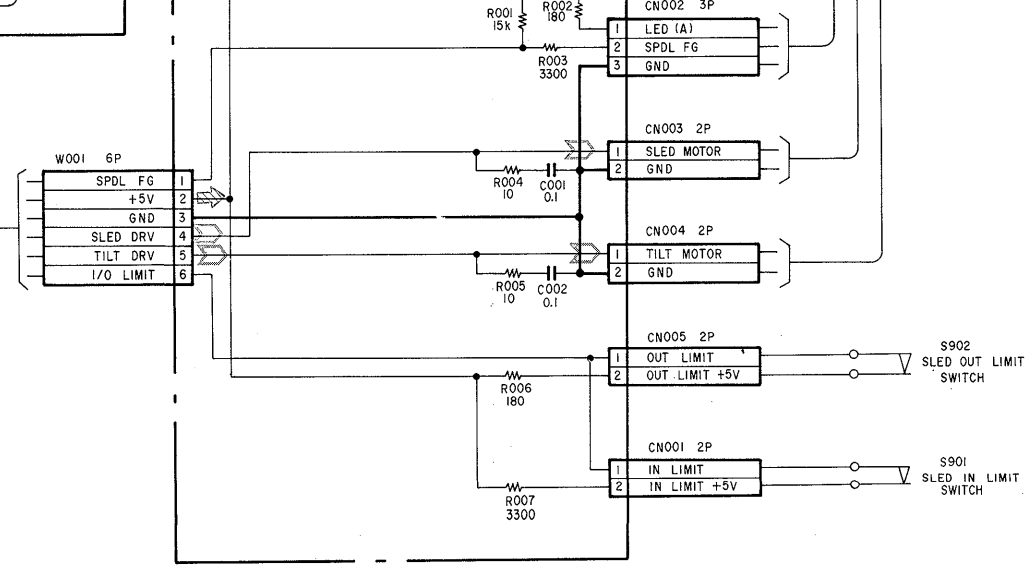 R001
15k
R002
180
CN002 3P
1 LED (A)
2 SPDL FG
3 GND
R003
3300
CN003 2P
1 SLED MOTOR
2 GND
R004
10
C001
0.1
W001 6P
SPDL FG 1
+5V 2
GND 3
SLED DRV 4
TILT DRV 5
I/O LIMIT 6
CN004 2P
1 TILT MOTOR
2 GND
R005
10
C002
0.1
CN005 2P
1 OUT LIMIT
2 OUT LIMIT +5V
S902
SLED OUT LIMIT
SWITCH
R006
180
CN001 2P
1 IN LIMIT
2 IN LIMIT +5V
S901
SLED IN LIMIT
SWITCH
R007
3300